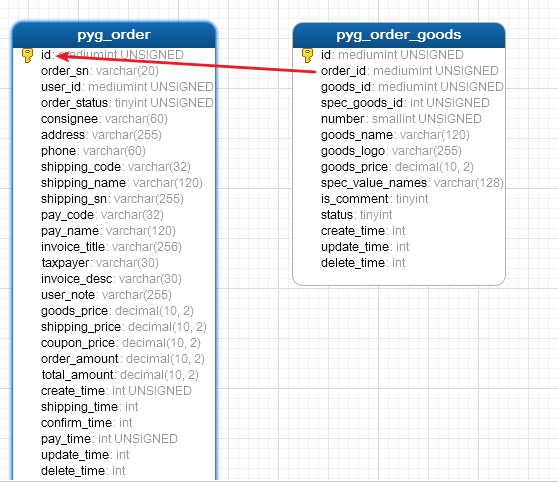 pyg_order
id: mediumint UNSIGNED
order_sn: varchar(20)
user_id: mediumint UNSIGNED
order_status: tinyint UNSIGNED
consignee: varchar(60)
address: varchar(255)
phone: varchar(60)
shipping_code: varchar(32)
shipping_name: varchar(120)
shipping_sn: varchar(255)
pay_code: varchar(32)
pay_name: varchar(120)
invoice_title: varchar(256)
taxpayer: varchar(30)
invoice_desc: varchar(30)
user_note: varchar(255)
goods_price: decimal(10, 2)
shipping_price: decimal(10, 2)
coupon_price: decimal(10, 2)
order_amount: decimal(10, 2)
total_amount: decimal(10, 2)
create_time: int UNSIGNED
shipping_time: int
confirm_time: int
pay_time: int UNSIGNED
update_time: int
delete_time: int
pyg_order_goods
id: mediumint UNSIGNED
order_id: mediumint UNSIGNED
goods_id: mediumint UNSIGNED
spec_goods_id: int UNSIGNED
number: smallint UNSIGNED
goods_name: varchar(120)
goods_logo: varchar(255)
goods_price: decimal(10, 2)
spec_value_names: varchar(128)
is_comment: tinyint
status: tinyint
create_time: int
update_time: int
delete_time: int